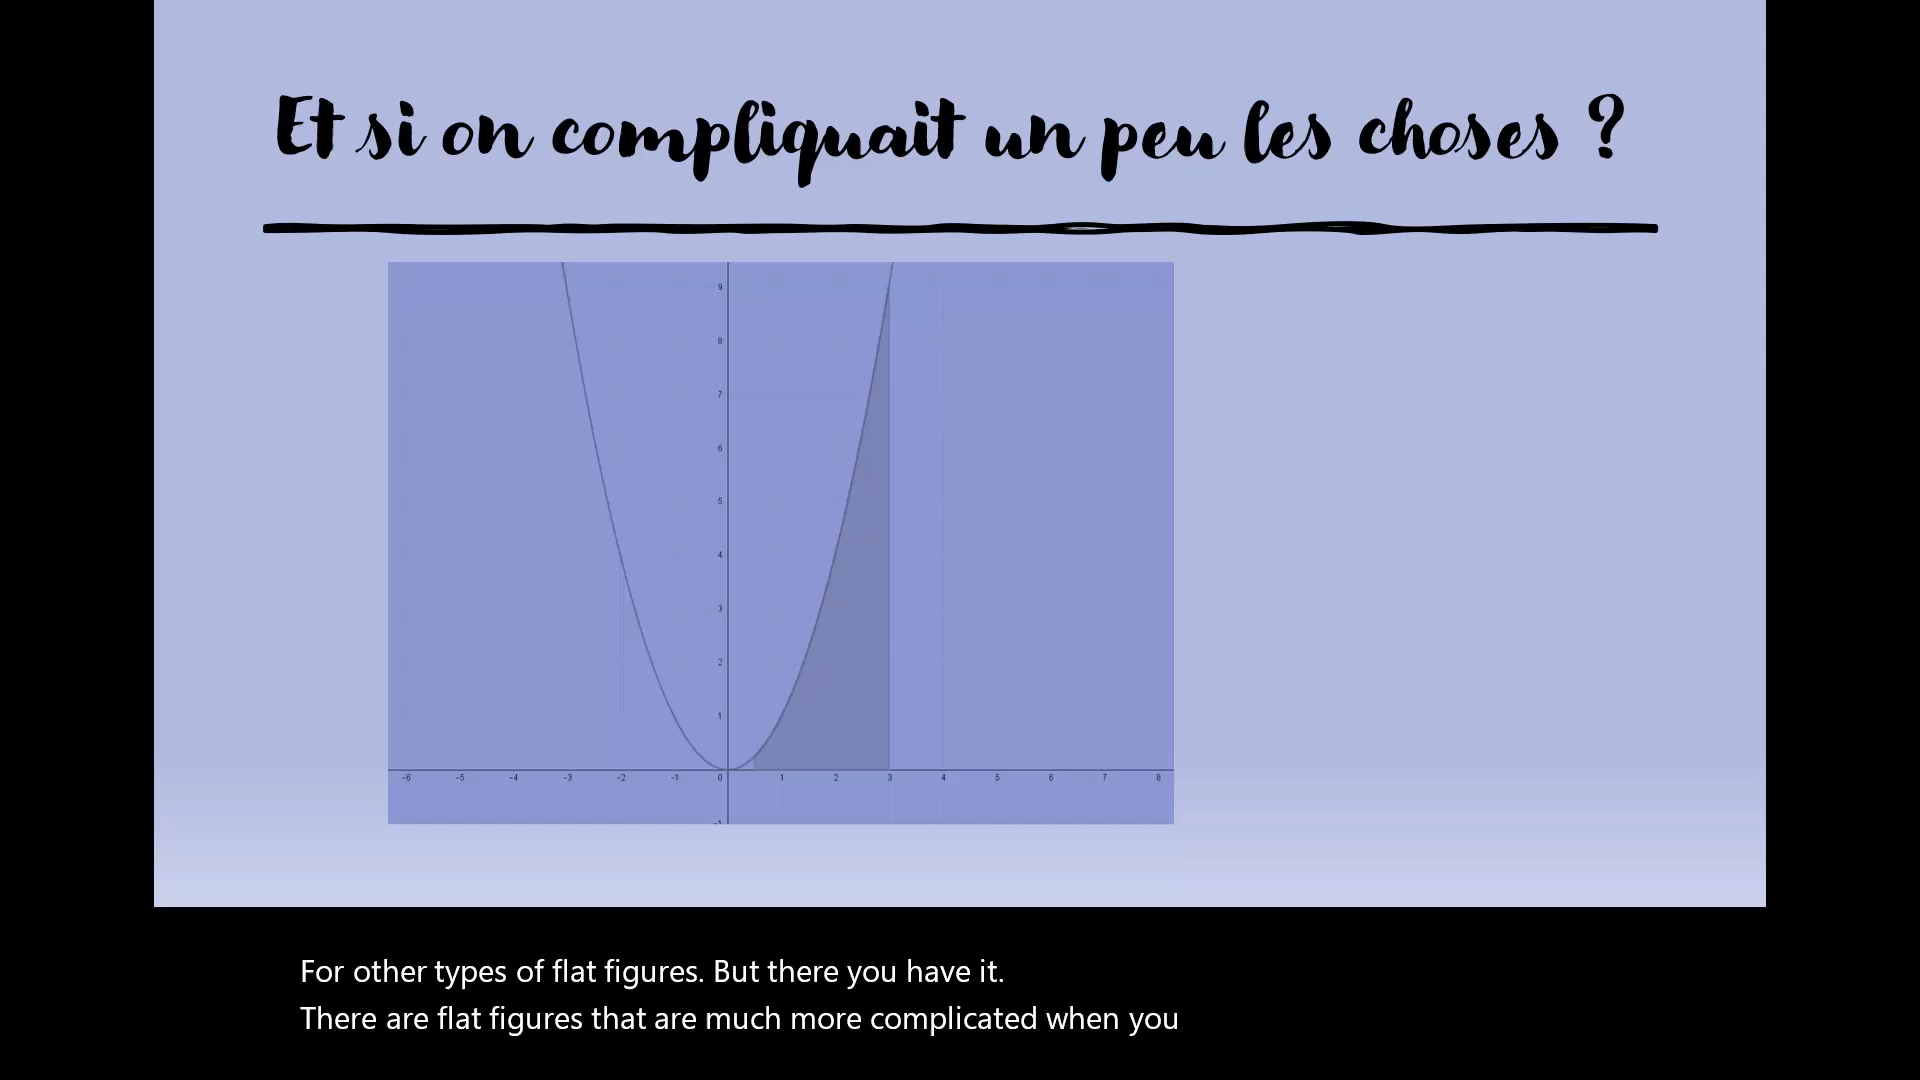 Et si on compliquait un peu les choses ?
9
8
7
6
5
4
3
2
1
-6 -5 -4 -3 -2 -1 0 1 2 3 4 5 6 7 8
-1
For other types of flat figures. But there you have it.
There are flat figures that are much more complicated when you